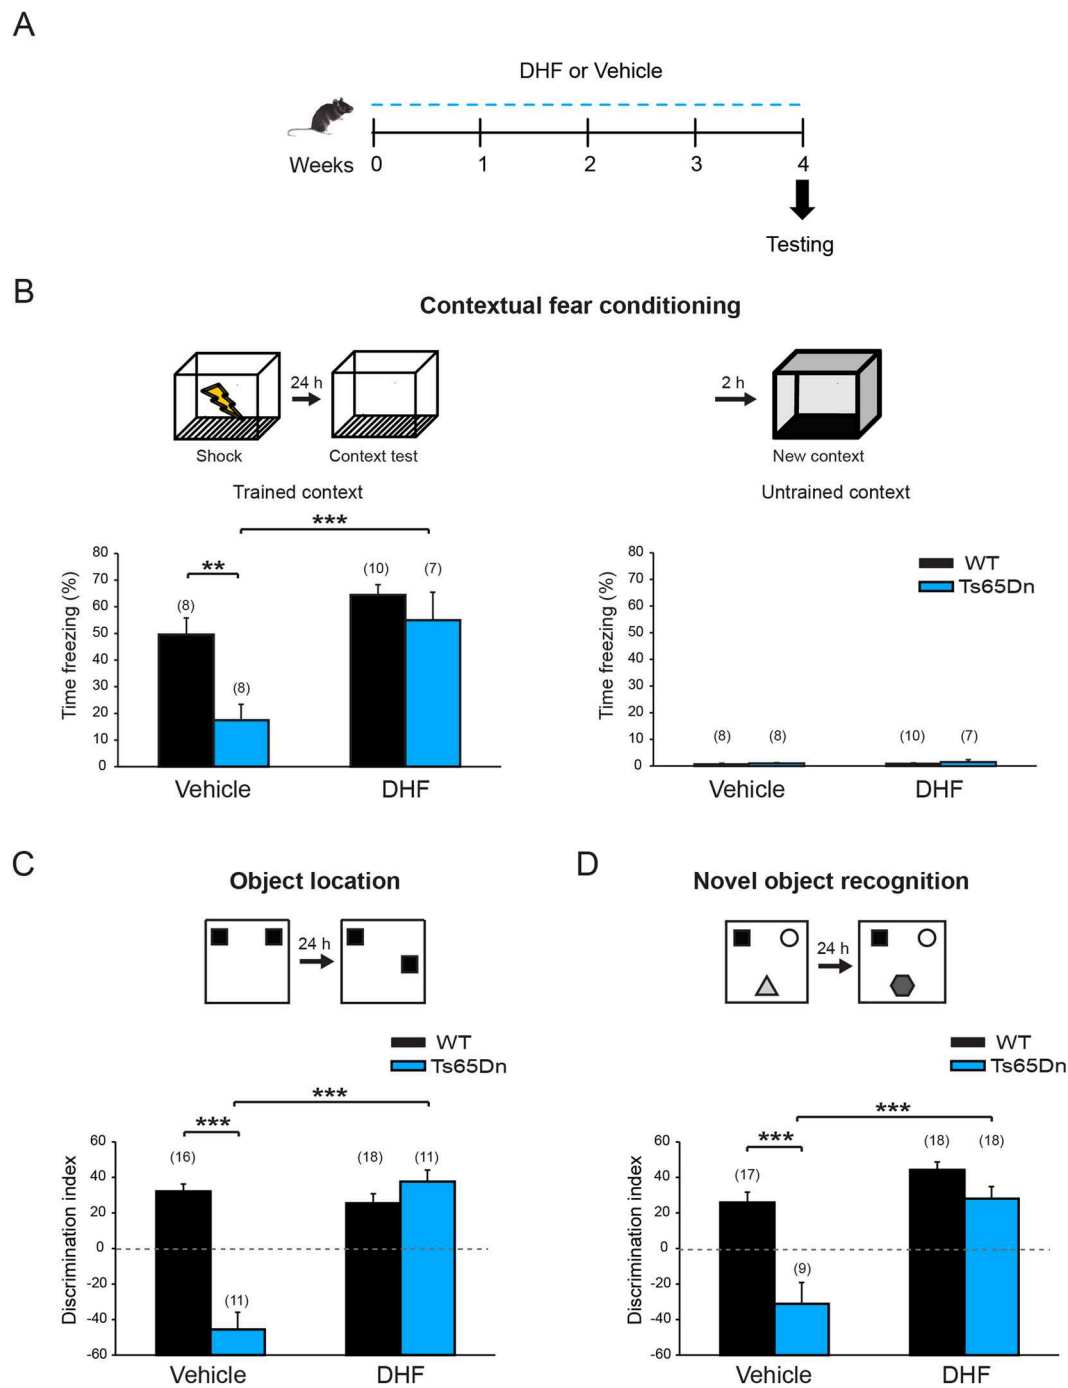 A
DHF or Vehicle
Weeks 0 1 2 3 4
Testing
B
Contextual fear conditioning
24 h
Shock
Context test
Trained context
2 h
New context
Untrained context
***
**
(8)
(8)
(10)
(7)
80
70
60
50
40
30
20
10
0
Time freezing (%)
Vehicle
DHF
WT
Ts65Dn
(8)
(8)
(10)
(7)
80
70
60
50
40
30
20
10
0
Time freezing (%)
Vehicle
DHF
C
Object location
24 h
WT
Ts65Dn
***
***
(16)
(11)
(18)
(11)
60
40
20
0
-20
-40
-60
Discrimination index
Vehicle
DHF
D
Novel object recognition
24 h
WT
Ts65Dn
***
***
(17)
(9)
(18)
(18)
60
40
20
0
-20
-40
-60
Discrimination index
Vehicle
DHF